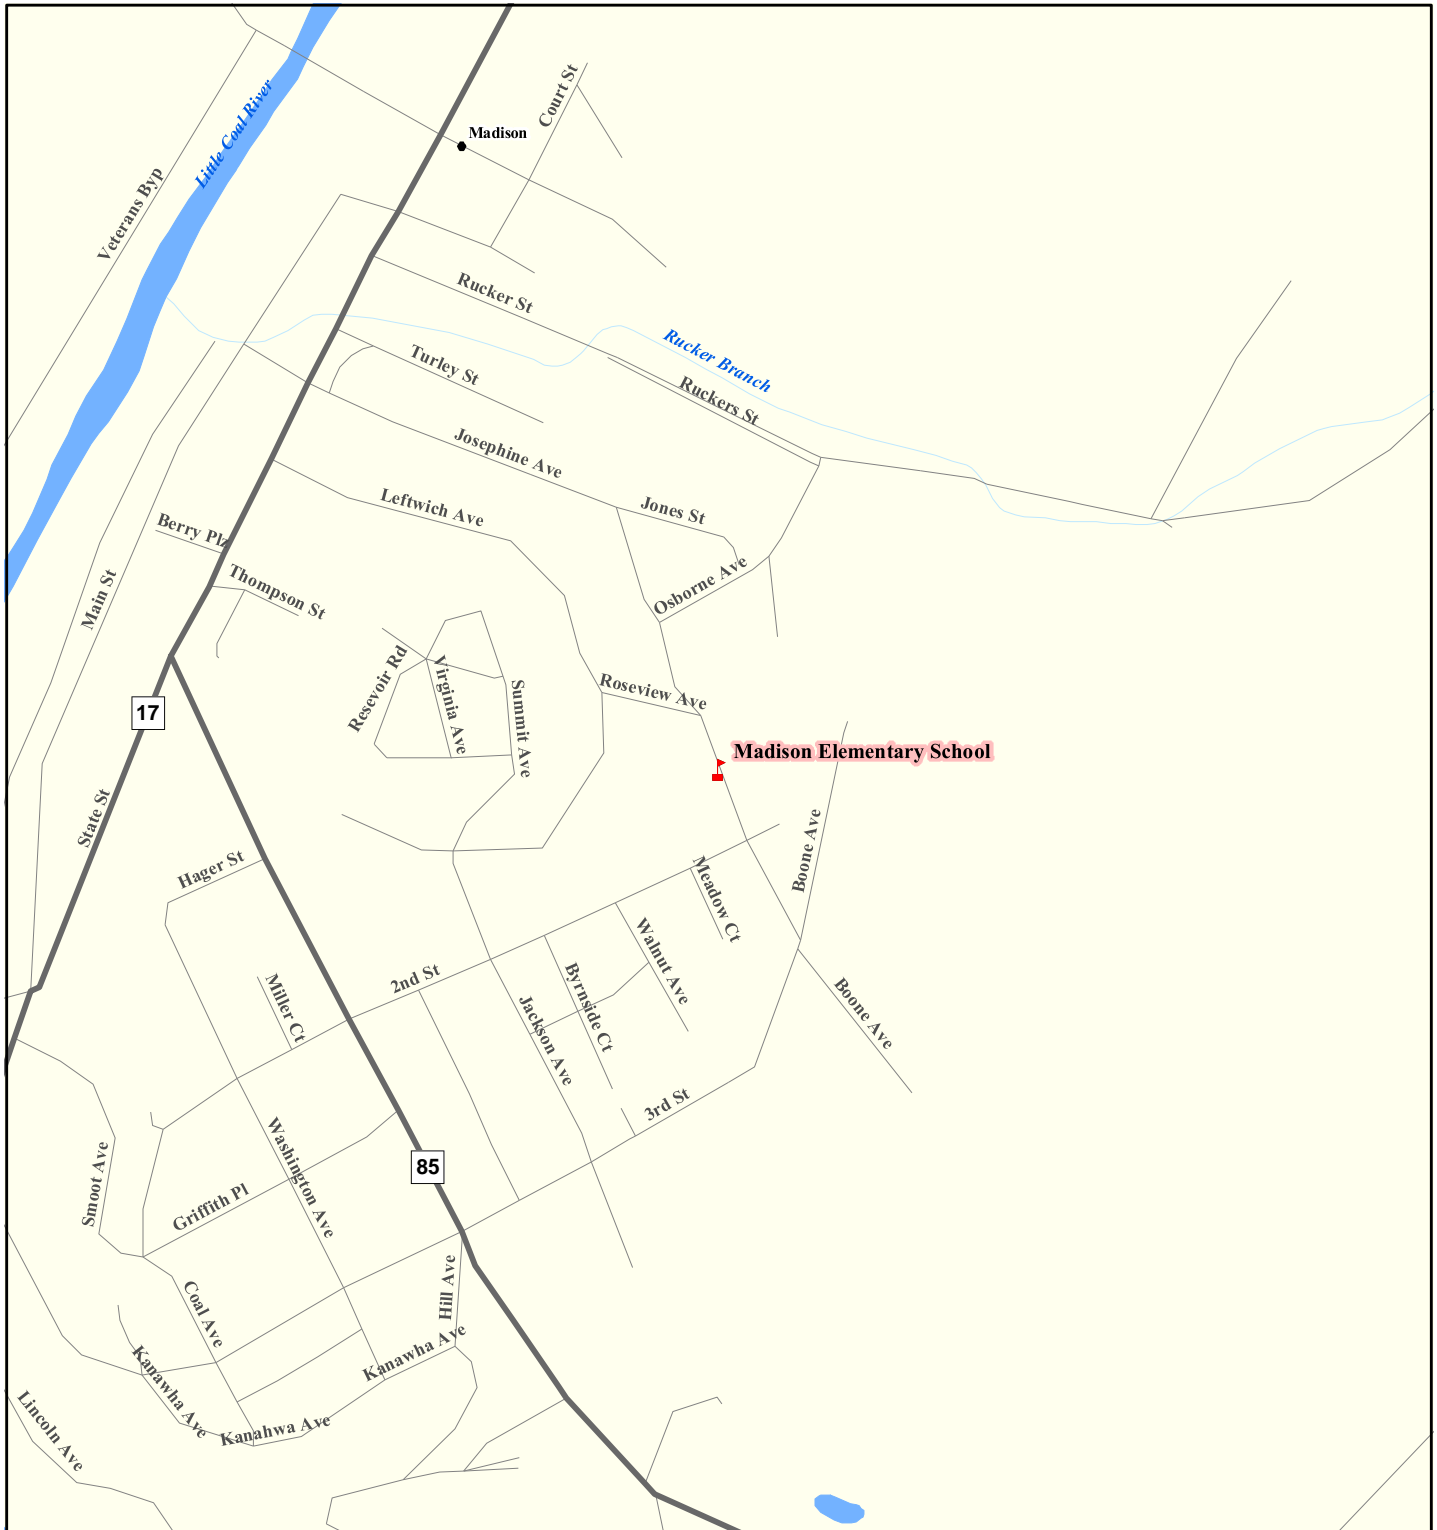 Court St
Madison
Little Coal River
Veterans Byp
Rucker St
Rucker Branch
Turley St
Ruckers St
Josephine Ave
Leftwich Ave
Jones St
Berry Plz
Thompson St
Main St
Osborne Ave
Resevoir Rd
Virginia Ave
Summit Ave
Roseview Ave
17
Madison Elementary School
State St
Hager St
Boone Ave
Meadow Ct
Walnut Ave
2nd St
Miller Ct
Byrnside Ct
Jackson Ave
Boone Ave
3rd St
Washington Ave
85
Smoot Ave
Griffith Pl
Hill Ave
Coal Ave
Kanawha Ave
Kanawha Ave
Kanahwa Ave
Lincoln Ave